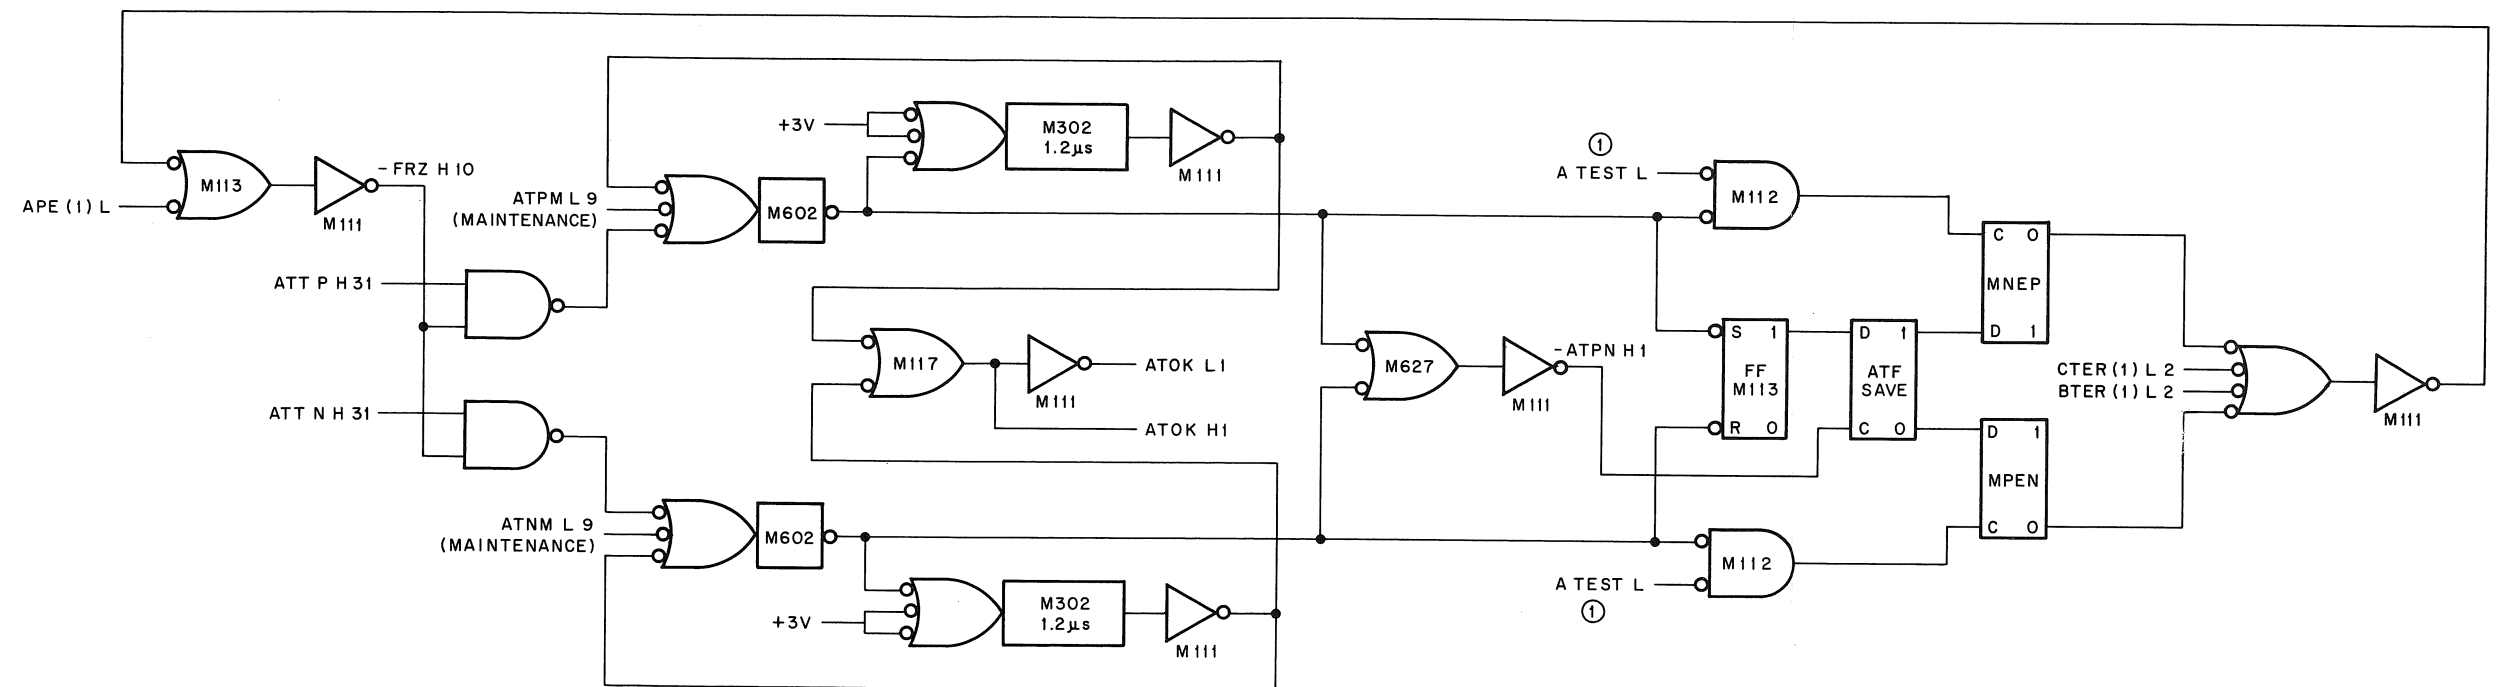 +3V
M302
1.2µs
M111
①
A TEST L
M112
-FRZ H 10
M113
M111
APE (1) L
ATPM L 9
(MAINTENANCE)
M602
C 0
MNEP
D 1
ATT P H 31
S 1
FF
M113
R 0
D 1
ATF
SAVE
C 0
M117
M111
ATOK L1
ATOK H1
M627
M111
-ATPN H 1
CTER (1) L 2
BTER (1) L 2
M111
ATT N H 31
D 1
MPEN
C 0
ATNM L 9
(MAINTENANCE)
M602
M112
A TEST L
①
+3V
M302
1.2µs
M111